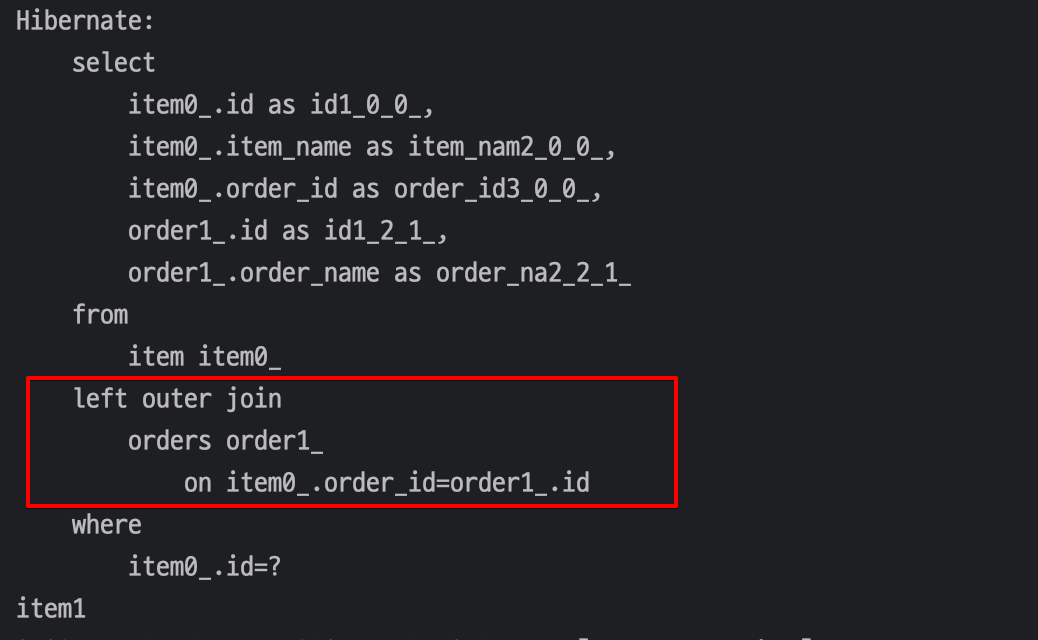 Hibernate:
    select
        item0_.id as id1_0_0_,
        item0_.item_name as item_nam2_0_0_,
        item0_.order_id as order_id3_0_0_,
        order1_.id as id1_2_1_,
        order1_.order_name as order_na2_2_1_
    from
        item item0_
    left outer join
        orders order1_
            on item0_.order_id=order1_.id
    where
        item0_.id=?
item1